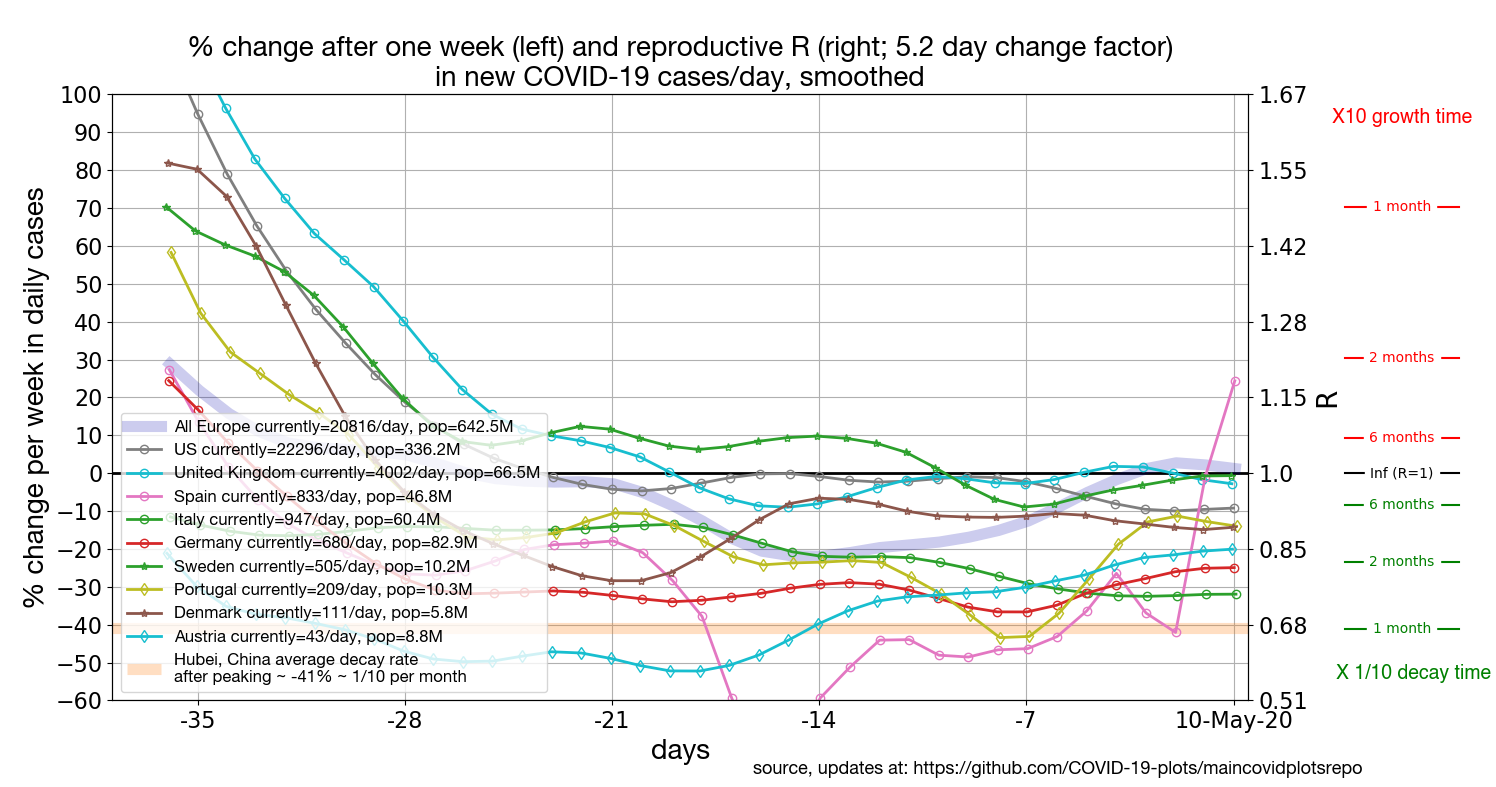 % change after one week (left) and reproductive R (right; 5.2 day change factor)
in new COVID-19 cases/day, smoothed
% change per week in daily cases
100
90
80
70
60
50
40
30
20
10
0
−10
−20
−30
−40
−50
−60
All Europe currently=20816/day, pop=642.5M
US currently=22296/day, pop=336.2M
United Kingdom currently=4002/day, pop=66.5M
Spain currently=833/day, pop=46.8M
Italy currently=947/day, pop=60.4M
Germany currently=680/day, pop=82.9M
Sweden currently=505/day, pop=10.2M
Portugal currently=209/day, pop=10.3M
Denmark currently=111/day, pop=5.8M
Austria currently=43/day, pop=8.8M
Hubei, China average decay rate
after peaking ~ -41% ~ 1/10 per month
-35
-28
-21
-14
-7
10-May-20
days
1.67
1.55
1.42
1.28
1.15
1.0
0.85
0.68
0.51
R
X10 growth time
1 month
2 months
6 months
Inf (R=1)
6 months
2 months
1 month
X 1/10 decay time
source, updates at: https://github.com/COVID-19-plots/maincovidplotsrepo